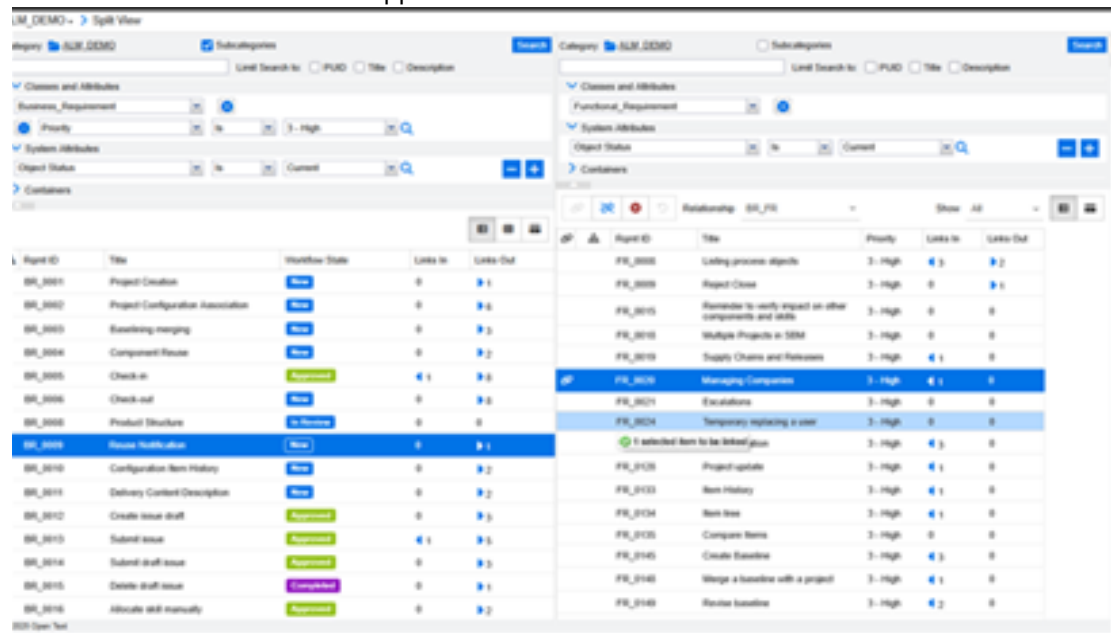 LM_DEMO > Split View
ategory ALM_DEMO Subcategories Search
Limit Search to: PUID Title Description
Classes and Attributes
Business_Requirement
Priority Is 3 - High
System Attributes
Object Status Is Current
Containers
Rqmt ID Title Workflow State Links In Links Out
BR_0001 Project Creation New 0 1
BR_0002 Project Configuration Association New 0
BR_0003 Baselining merging New 0 3
BR_0004 Component Reuse New 0 2
BR_0005 Check-in Approved 1
BR_0006 Check-out New 0
BR_0008 Product Structure In Review 0 0
BR_0009 Reuse Notification New 0 1
BR_0010 Configuration Item History New 0 2
BR_0011 Delivery Content Description New 0 2
BR_0012 Create issue draft Approved 0 3
BR_0013 Submit issue Approved 1 5
BR_0014 Submit draft issue Approved 0 3
BR_0015 Delete draft issue Completed 0 1
BR_0016 Allocate skill manually Approved 0 2
2025 Open Text
Category ALM_DEMO Subcategories Search
Limit Search to: PUID Title Description
Classes and Attributes
Functional_Requirement
System Attributes
Object Status Is Current
Containers
Relationship BR_FR Show All
Rqmt ID Title Priority Links In Links Out
FR_0008 Listing process objects 3 - High 3 2
FR_0009 Reject Close 3 - High 0 1
FR_0015 Reminder to verify impact on other
components and skills 3 - High 0 0
FR_0018 Multiple Projects in SBM 3 - High 0 0
FR_0019 Supply Chains and Releases 3 - High 1 0
FR_0020 Managing Companies 3 - High 1 0
FR_0021 Escalations 3 - High 0 0
FR_0024 Temporary replacing a user 3 - High 0 0
1 selected item to be linked 3 - High 3 0
FR_0126 Project update 3 - High 1 0
FR_0133 Item History 3 - High 1 0
FR_0134 Item tree 3 - High 1 0
FR_0135 Compare Items 3 - High 0 0
FR_0145 Create Baseline 3 - High 3 0
FR_0148 Merge a baseline with a project 3 - High 1 0
FR_0149 Revise baseline 3 - High 2 0